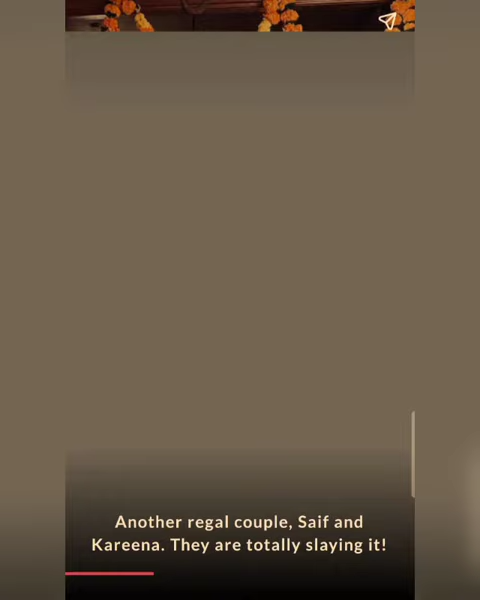 Another regal couple, Saif and
Kareena. They are totally slaying it!